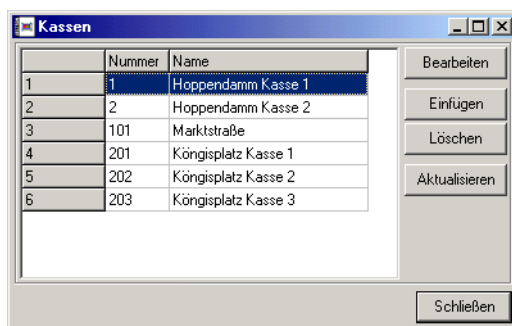 Kassen
Nummer Name
1 1 Hoppendamm Kasse 1
2 2 Hoppendamm Kasse 2
3 101 Marktstraße
4 201 Köngisplatz Kasse 1
5 202 Köngisplatz Kasse 2
6 203 Köngisplatz Kasse 3
Bearbeiten
Einfügen
Löschen
Aktualisieren
Schließen